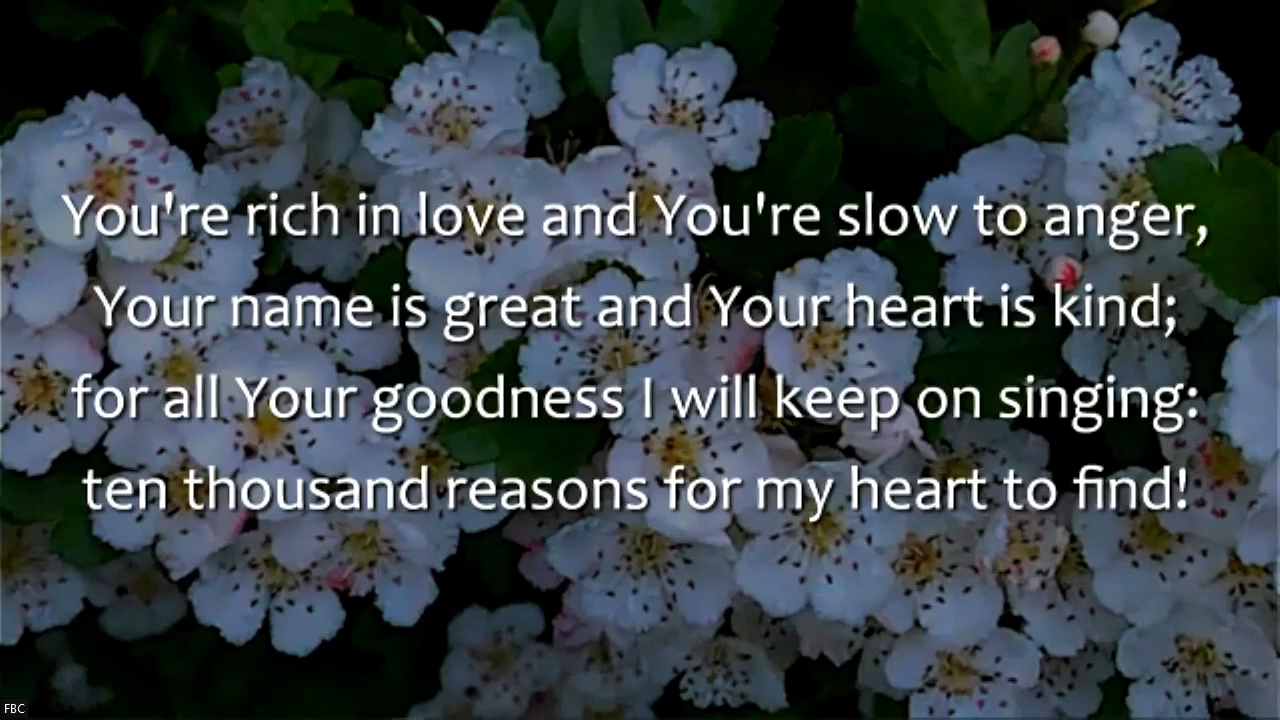 You're rich in love and You're slow to anger,
Your name is great and Your heart is kind;
for all Your goodness I will keep on singing:
ten thousand reasons for my heart to find!
FBC